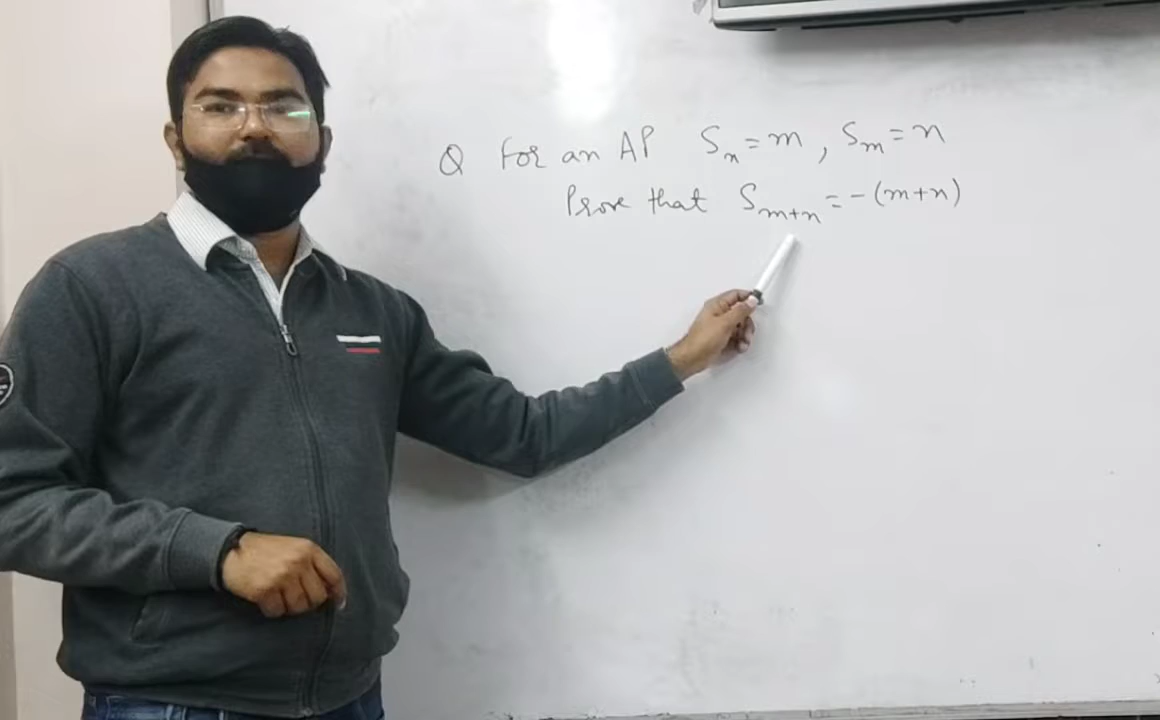 Q For an AP Sₙ = m , Sₘ = n
Prove that Sₘ₊ₙ = - (m+n)